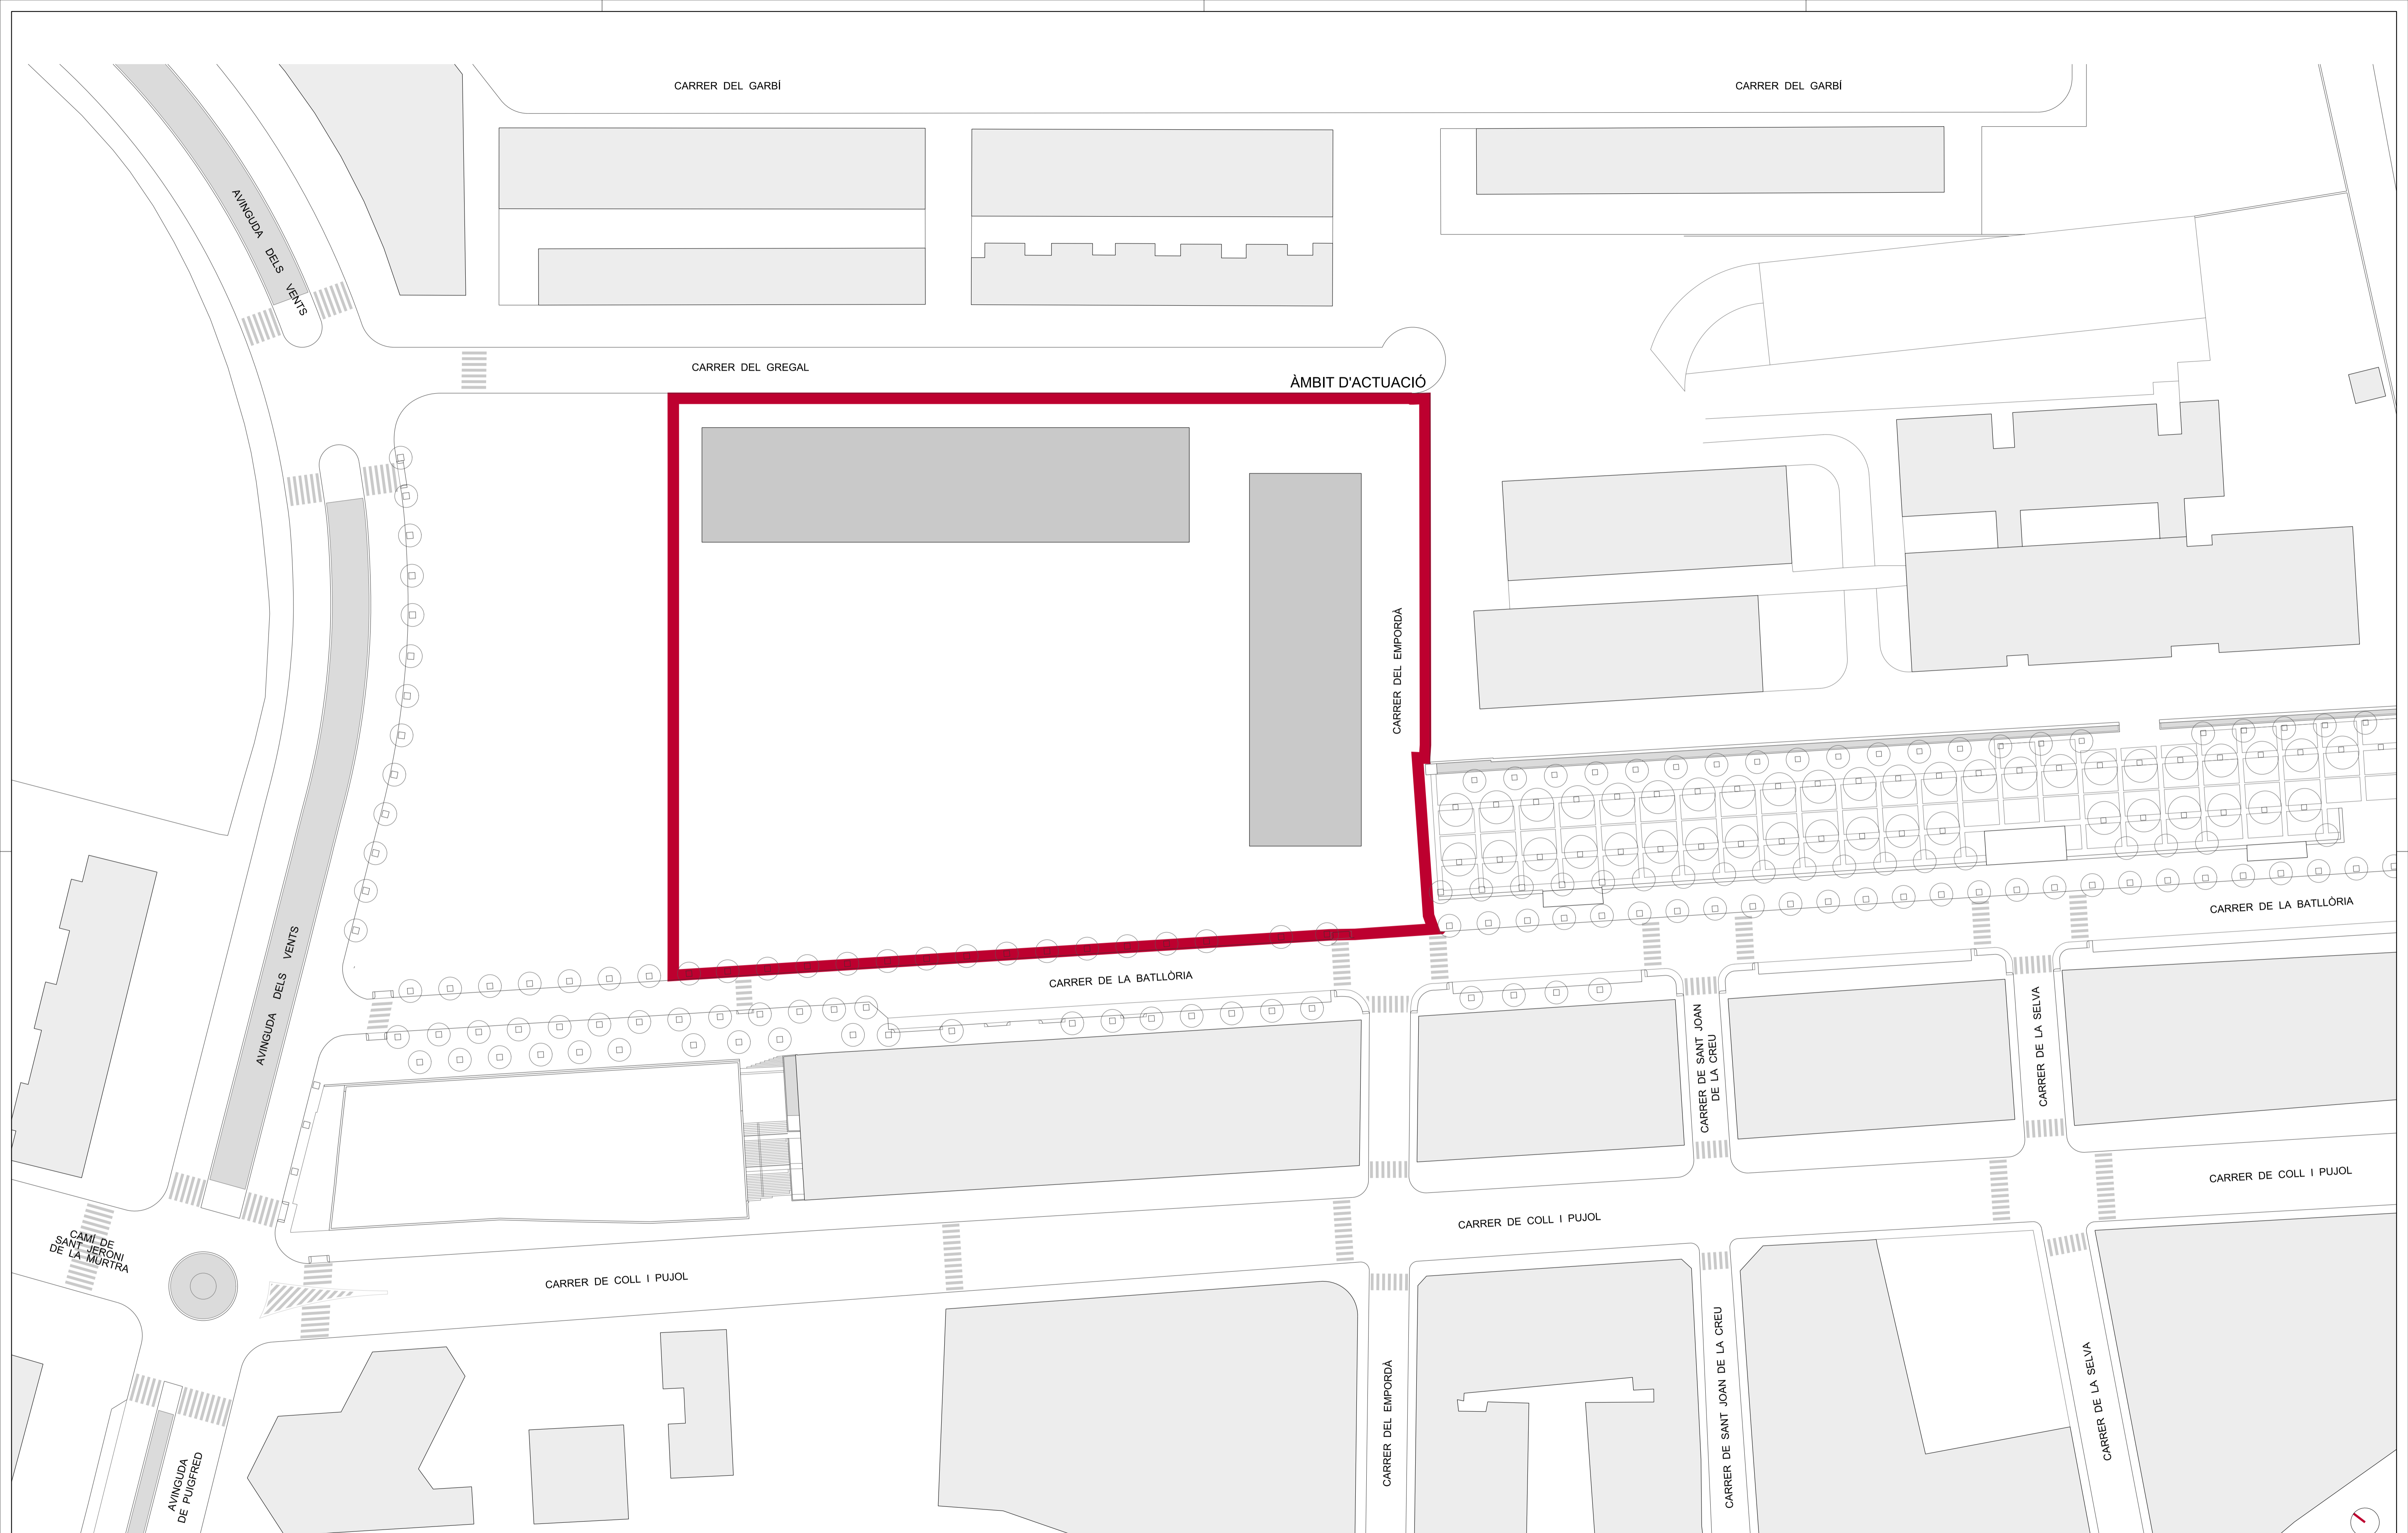 CARRER DEL GARBÍ
CARRER DEL GARBÍ
AVINGUDA DELS VENTS
CARRER DEL GREGAL
ÀMBIT D'ACTUACIÓ
CARRER DEL EMPORDÀ
CARRER DE LA BATLLÒRIA
CARRER DE LA BATLLÒRIA
AVINGUDA DELS VENTS
CARRER DE SANT JOAN
DE LA CREU
CARRER DE LA SELVA
CARRER DE COLL I PUJOL
CARRER DE COLL I PUJOL
CAMÍ DE
SANT JERONI
DE LA MURTRA
CARRER DE COLL I PUJOL
CARRER DEL EMPORDÀ
CARRER DE SANT JOAN DE LA CREU
CARRER DE LA SELVA
AVINGUDA
DE PUIGFRED